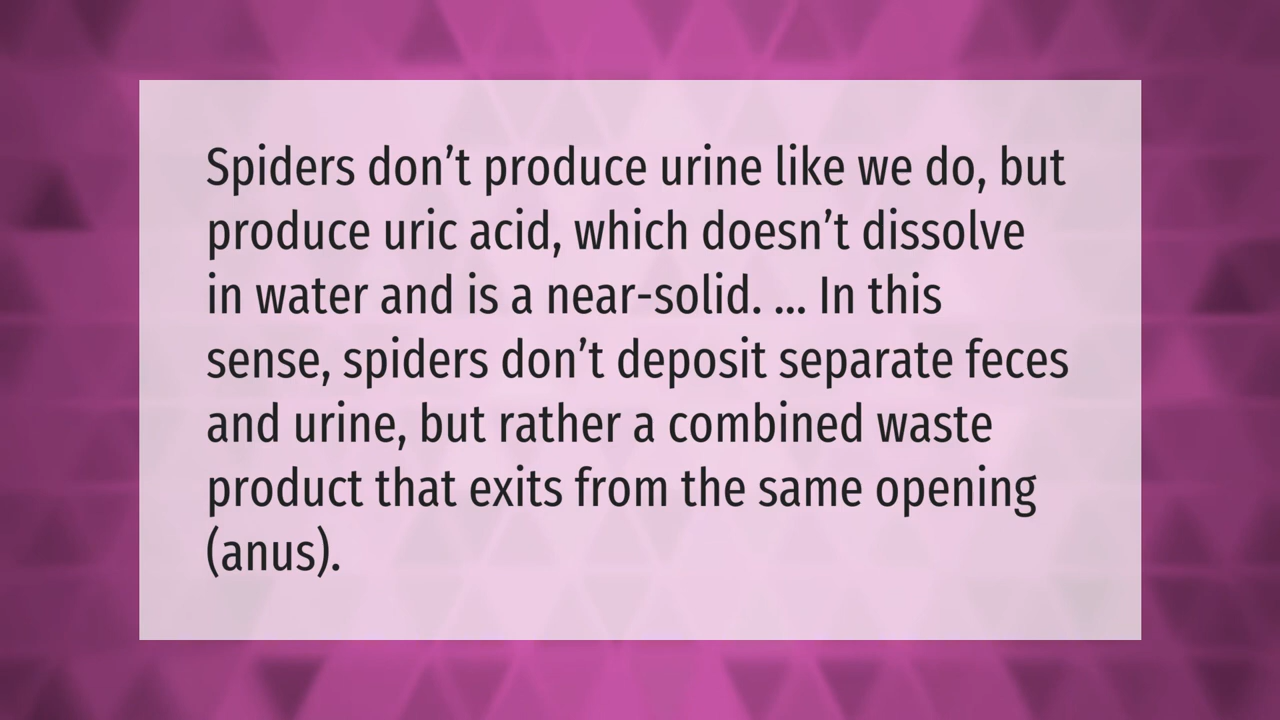 Spiders don’t produce urine like we do, but
produce uric acid, which doesn’t dissolve
in water and is a near-solid. ... In this
sense, spiders don’t deposit separate feces
and urine, but rather a combined waste
product that exits from the same opening
(anus).